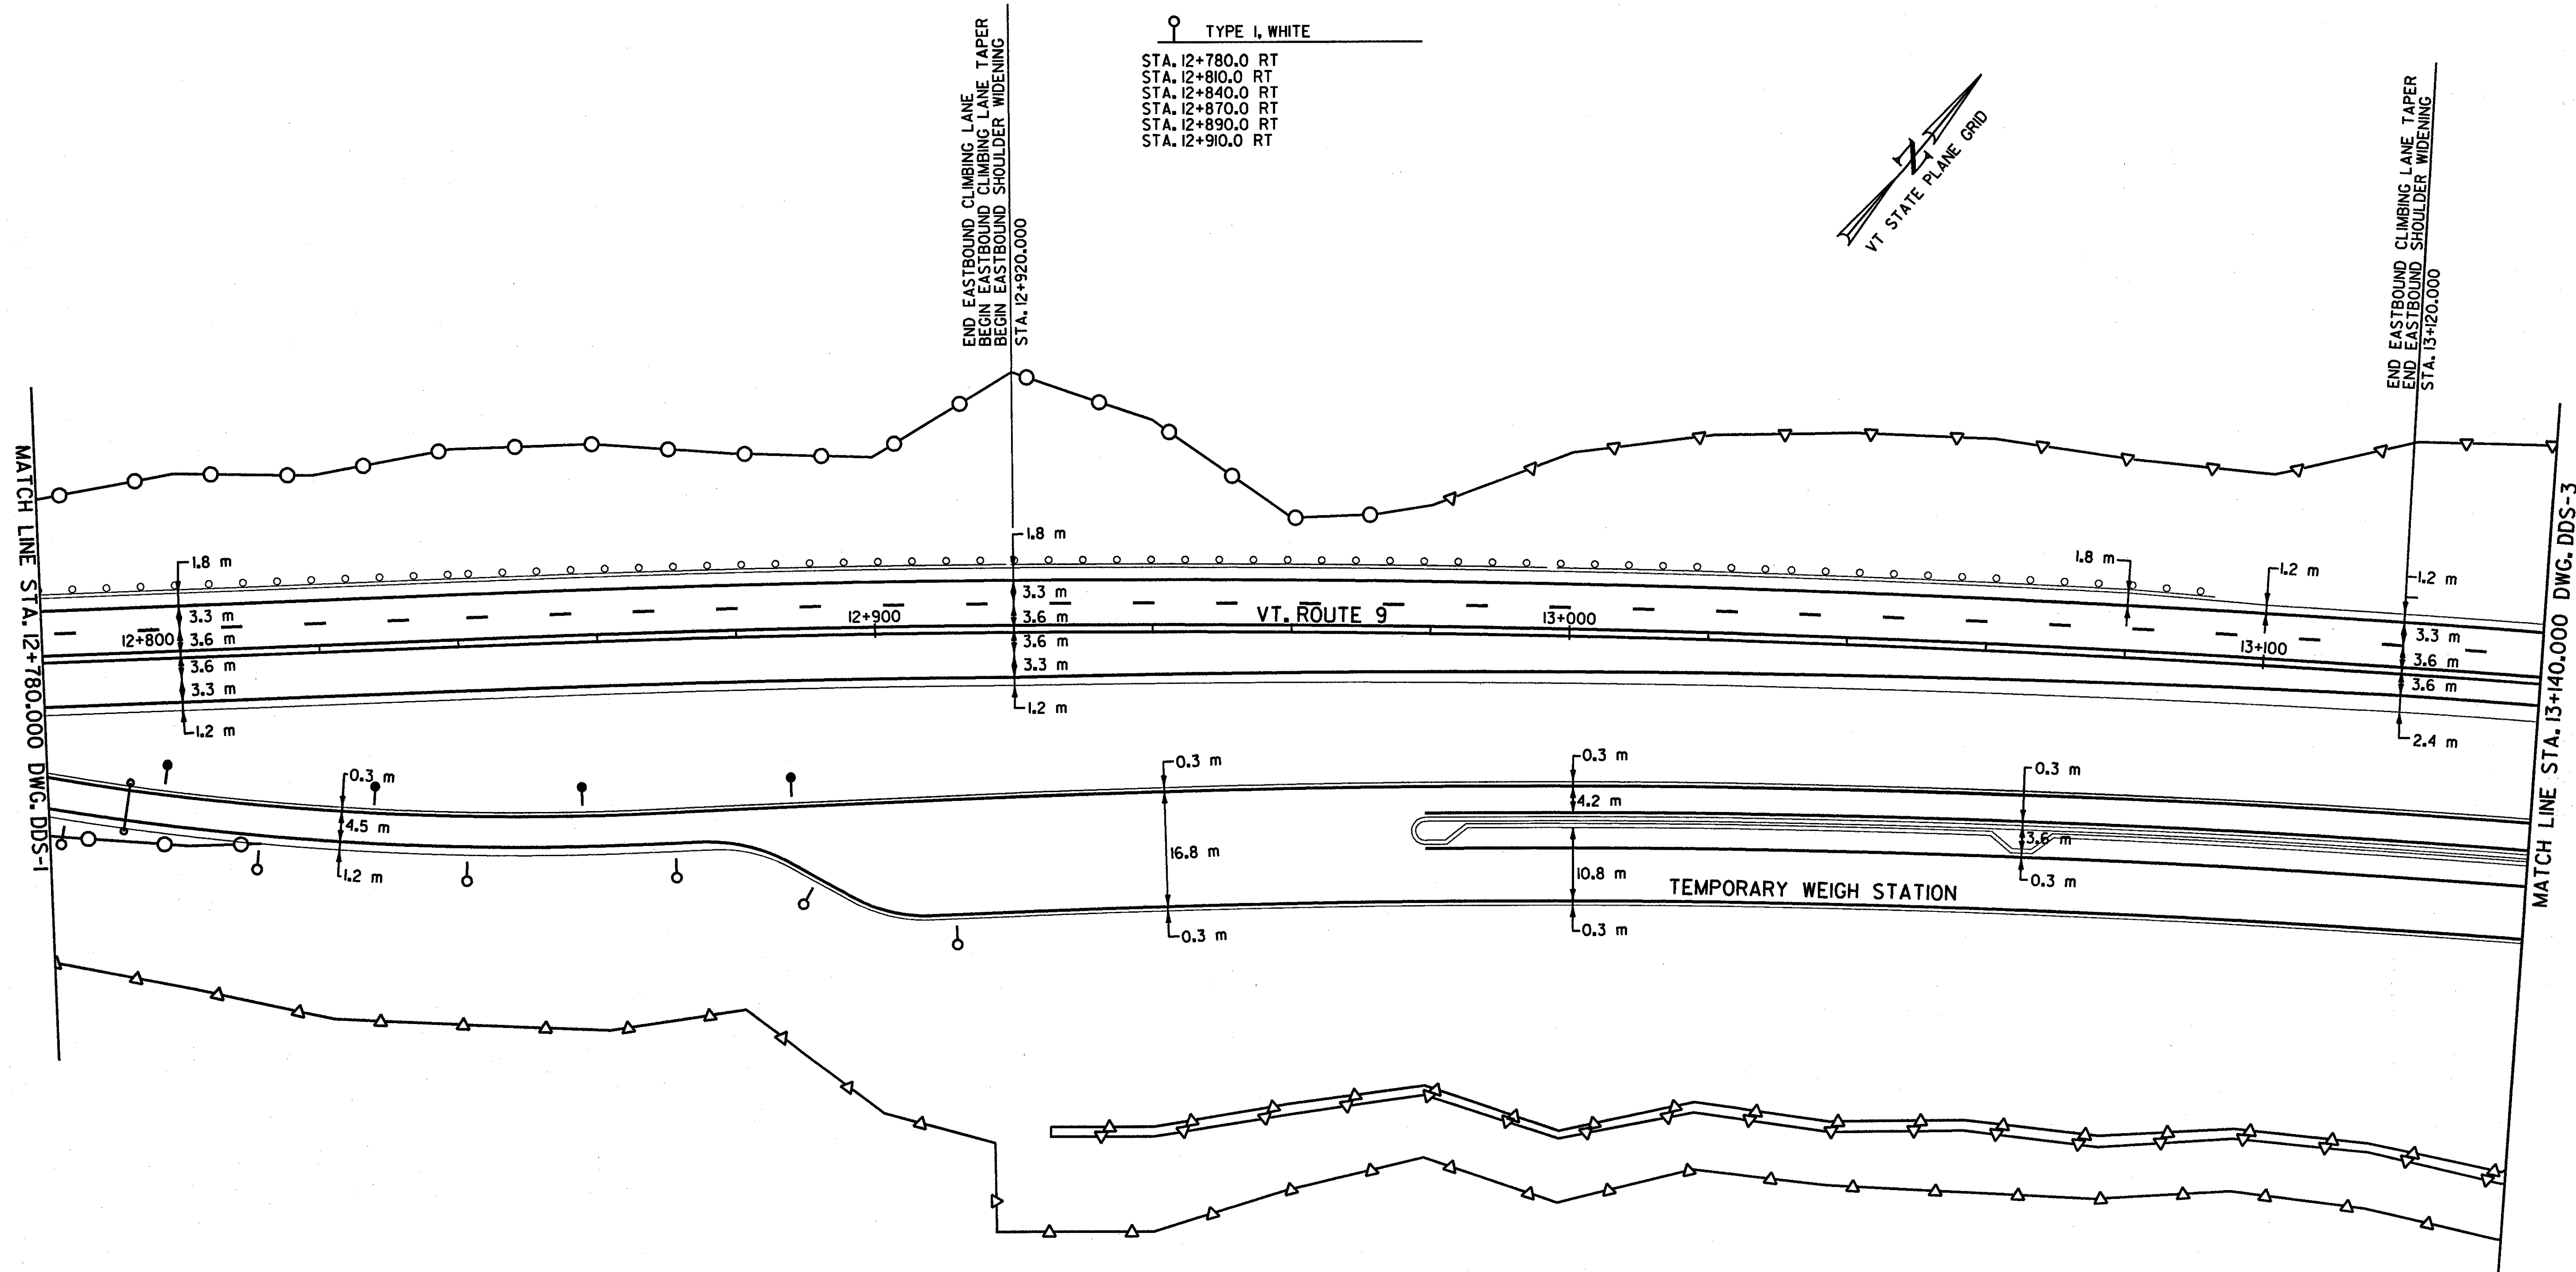 TYPE I, WHITE
STA. 12+780.0 RT
STA. 12+810.0 RT
STA. 12+840.0 RT
STA. 12+870.0 RT
STA. 12+890.0 RT
STA. 12+910.0 RT
END EASTBOUND CLIMBING LANE
BEGIN EASTBOUND CLIMBING LANE TAPER
BEGIN EASTBOUND SHOULDER WIDENING
STA. 12+920.000
N
VT STATE PLANE GRID
END EASTBOUND CLIMBING LANE TAPER
END EASTBOUND SHOULDER WIDENING
STA. 13+120.000
MATCH LINE STA. 12+780.000 DWG. DDS-1
1.8 m
3.3 m
12+800
3.6 m
3.6 m
3.3 m
1.2 m
12+900
1.8 m
3.3 m
3.6 m
3.6 m
3.3 m
1.2 m
VT. ROUTE 9
13+000
1.8 m
1.2 m
13+100
1.2 m
3.3 m
3.6 m
3.6 m
2.4 m
0.3 m
4.5 m
1.2 m
0.3 m
16.8 m
0.3 m
0.3 m
4.2 m
10.8 m
0.3 m
0.3 m
3.6 m
0.3 m
TEMPORARY WEIGH STATION
MATCH LINE STA. 13+140.000 DWG. DDS-3